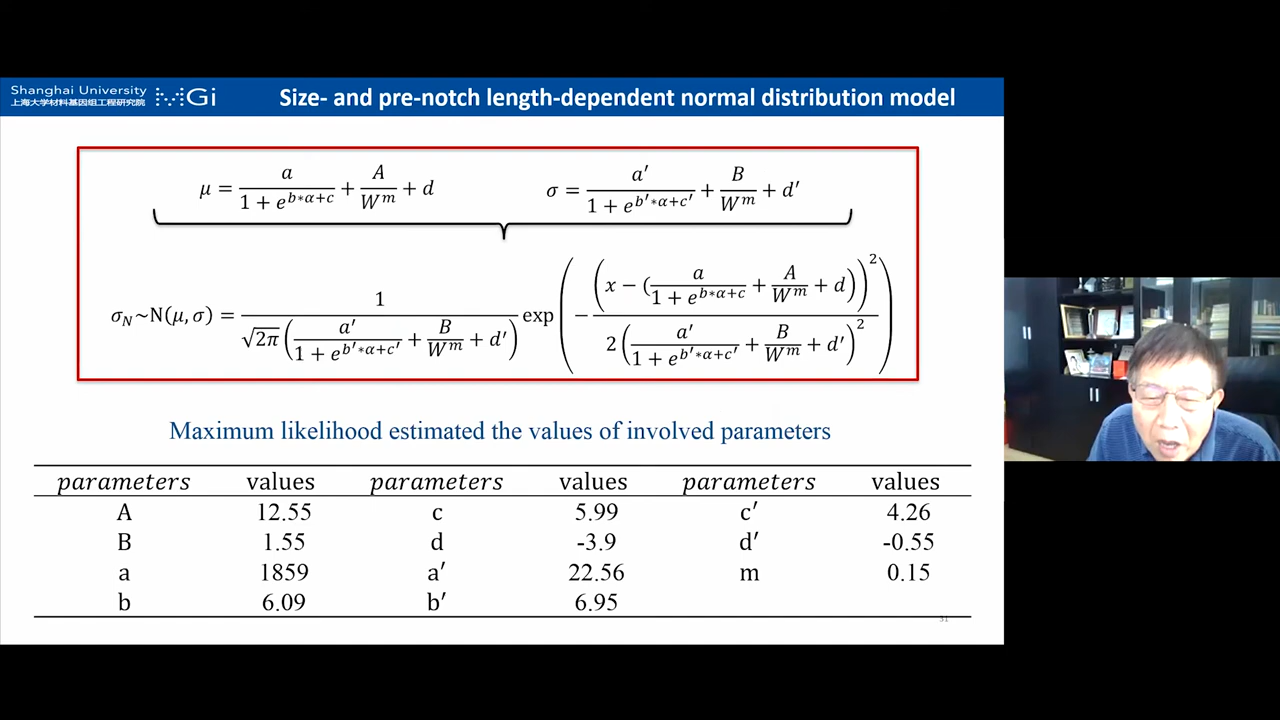 Shanghai University
上海大学材料基因组工程研究院
MGi
Size- and pre-notch length-dependent normal distribution model
μ = a / (1 + e^{b*α+c}) + A / W^m + d
σ = a′ / (1 + e^{b′*α+c′}) + B / W^m + d′
σ_N~N(μ, σ) = 1 / (√2π (a′ / (1 + e^{b′*α+c′}) + B / W^m + d′)) exp (− (x − (a / (1 + e^{b*α+c}) + A / W^m + d))^2 / (2 (a′ / (1 + e^{b′*α+c′}) + B / W^m + d′)^2))
Maximum likelihood estimated the values of involved parameters
parameters values parameters values parameters values
A 12.55 c 5.99 c′ 4.26
B 1.55 d -3.9 d′ -0.55
a 1859 a′ 22.56 m 0.15
b 6.09 b′ 6.95
31